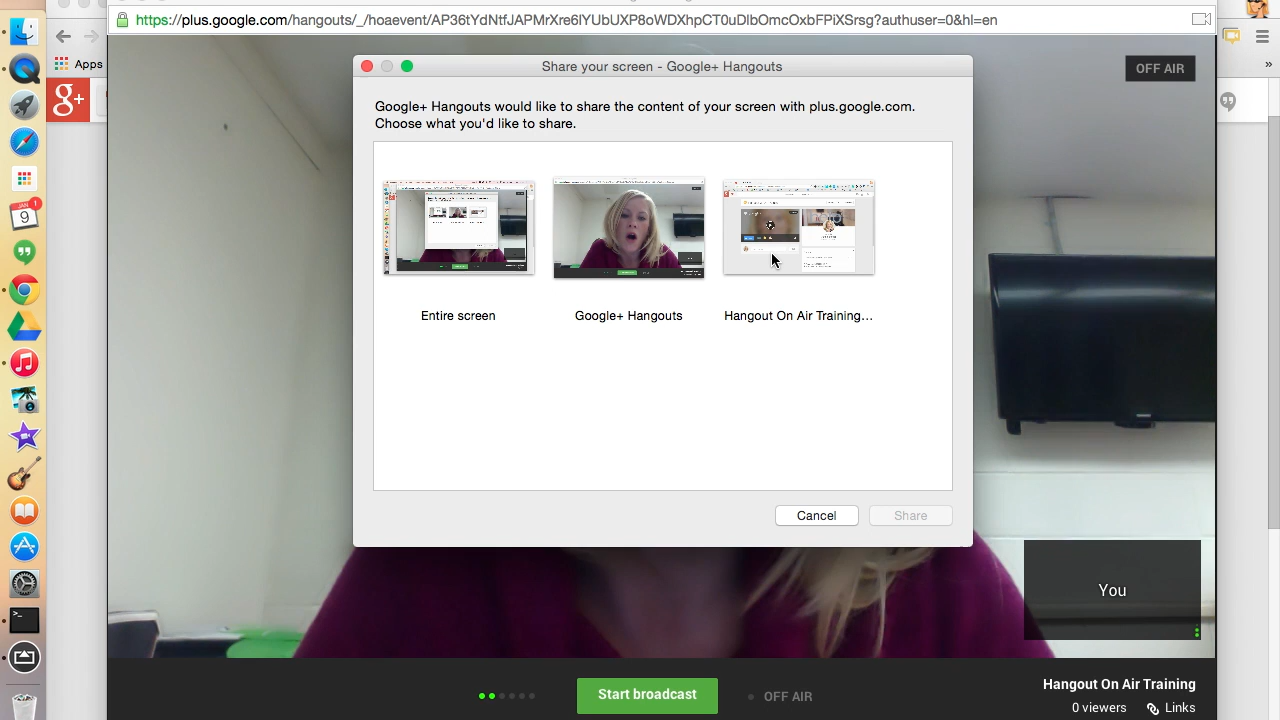 https://plus.google.com/hangouts/_/hoaevent/AP36tYdNtfJAPMrXre6lYUbUXP8oWDXhpCT0uDlbOmcOxbFPiXSrsg?authuser=0&hl=en
Apps
»
g+
Share your screen - Google+ Hangouts
OFF AIR
Google+ Hangouts would like to share the content of your screen with plus.google.com.
Choose what you'd like to share.
JAN
9
1
Entire screen
Google+ Hangouts
Hangout On Air Training...
Cancel
Share
You
Start broadcast
OFF AIR
Hangout On Air Training
0 viewers
Links